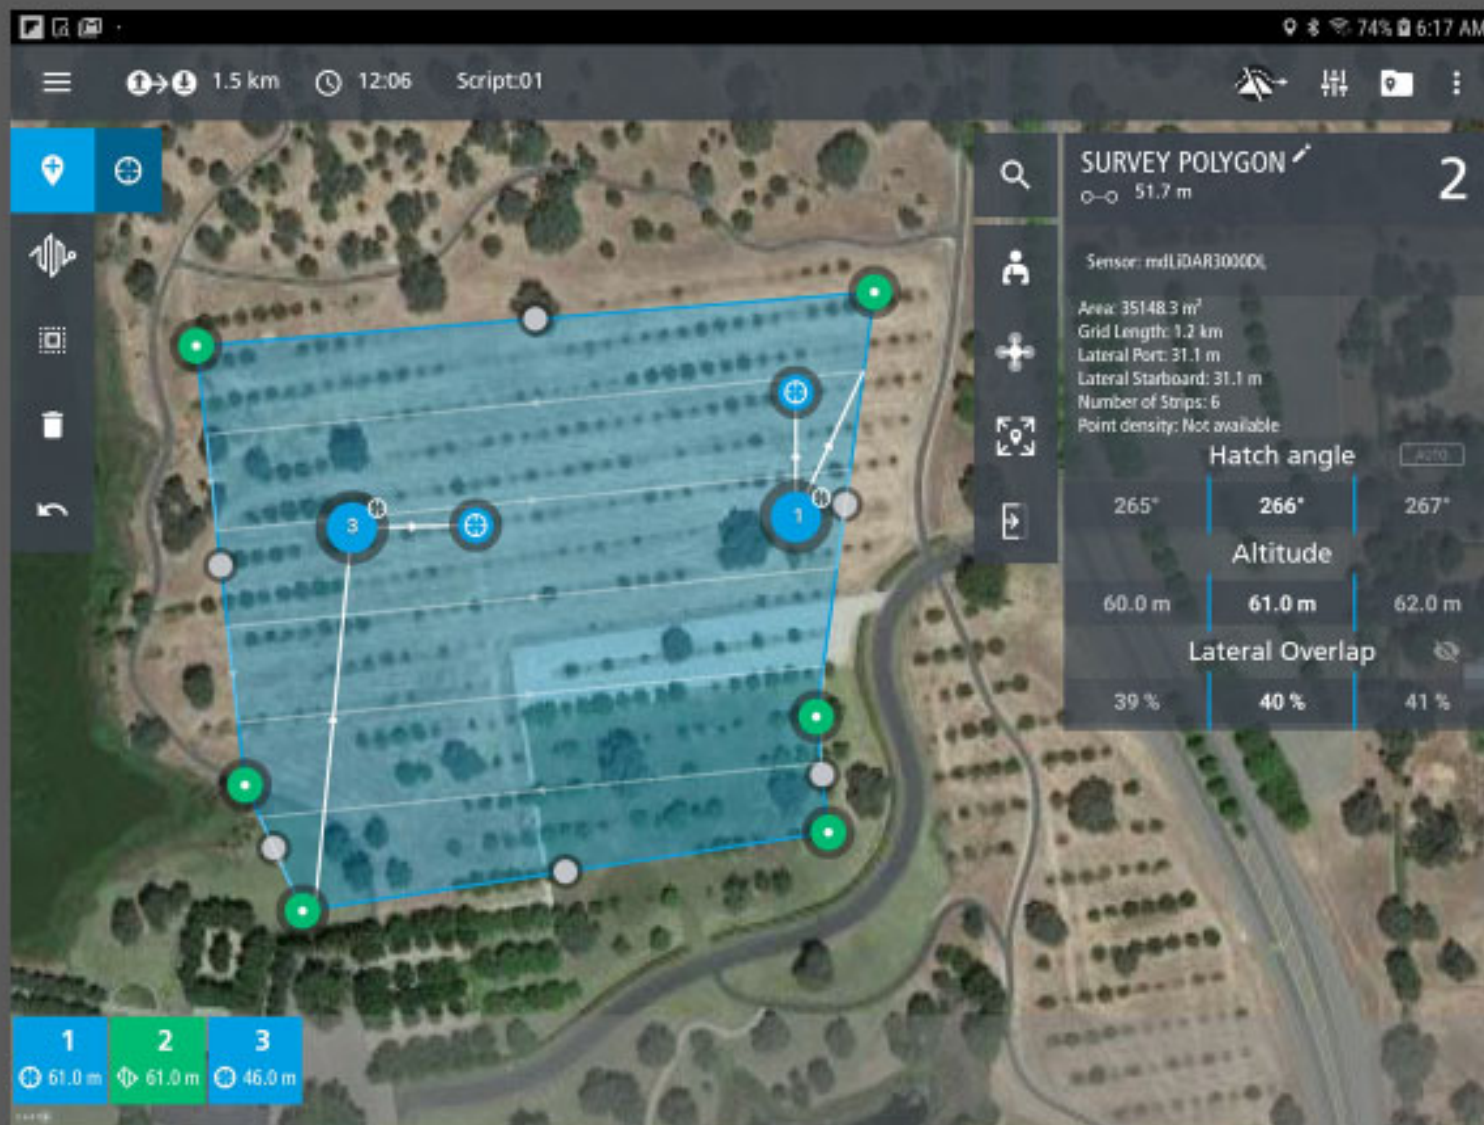 74% 6:17 AM
1.5 km 12:06 Script:01
SURVEY POLYGON 2
51.7 m
Sensor: mdLiDAR3000DL
Area: 35148.3 m²
Grid Length: 1.2 km
Lateral Port: 31.1 m
Lateral Starboard: 31.1 m
Number of Strips: 6
Point density: Not available
Hatch angle AUTO
265° 266° 267°
Altitude
60.0 m 61.0 m 62.0 m
Lateral Overlap
39 % 40 % 41 %
3
1
1 2 3
61.0 m 61.0 m 46.0 m